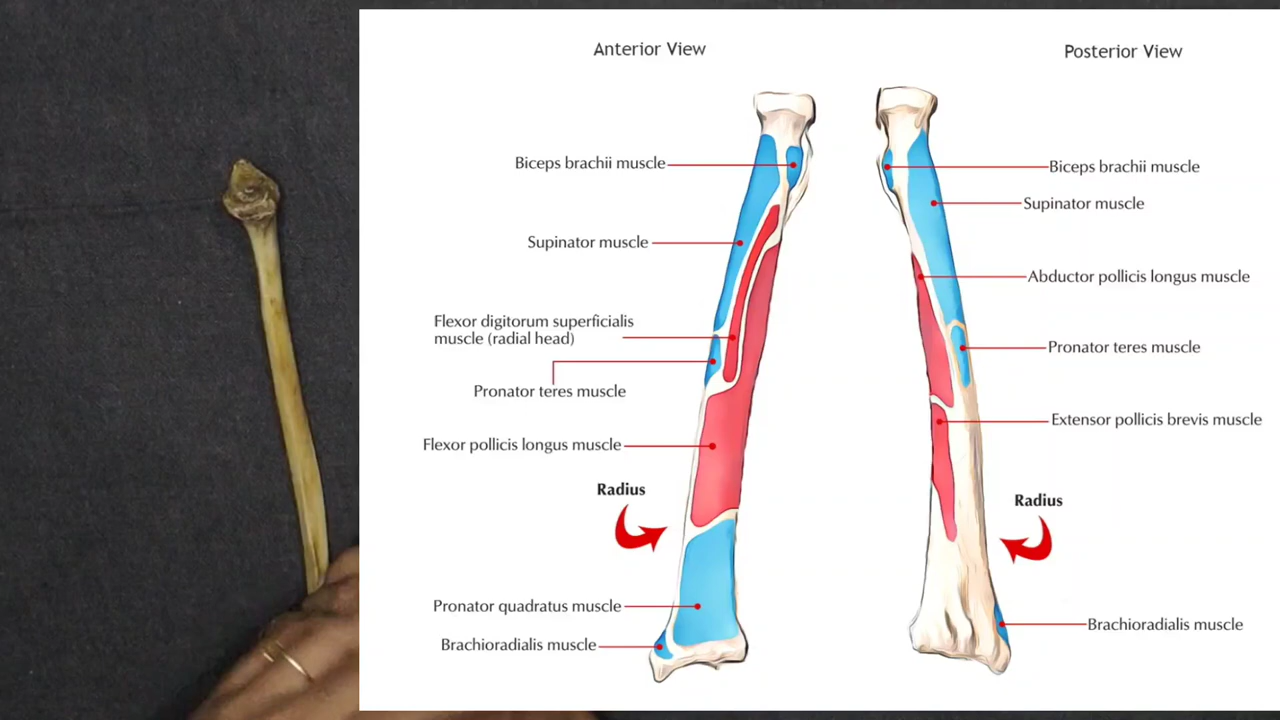 Anterior View
Biceps brachii muscle
Supinator muscle
Flexor digitorum superficialis
muscle (radial head)
Pronator teres muscle
Flexor pollicis longus muscle
Radius
Pronator quadratus muscle
Brachioradialis muscle
Posterior View
Biceps brachii muscle
Supinator muscle
Abductor pollicis longus muscle
Pronator teres muscle
Extensor pollicis brevis muscle
Radius
Brachioradialis muscle